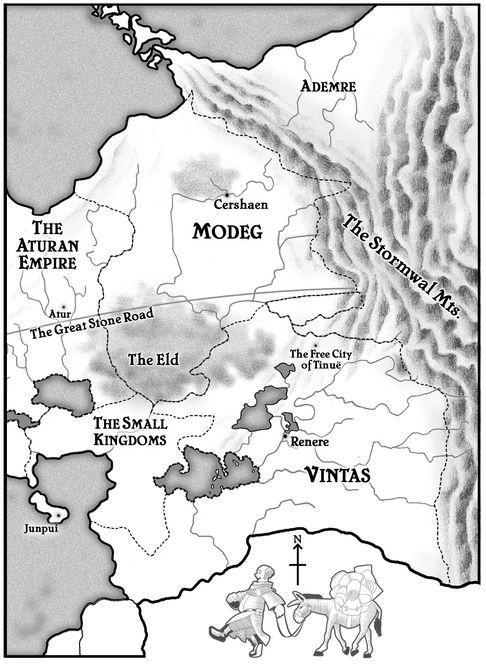 ADEMRE
Cershaen
MODEG
THE
ATURAN
EMPIRE
The Stormwal Mts.
Atur
The Great Stone Road
The Eld
The Free City
of Tinuë
THE SMALL
KINGDOMS
Renere
VINTAS
Junpui
N